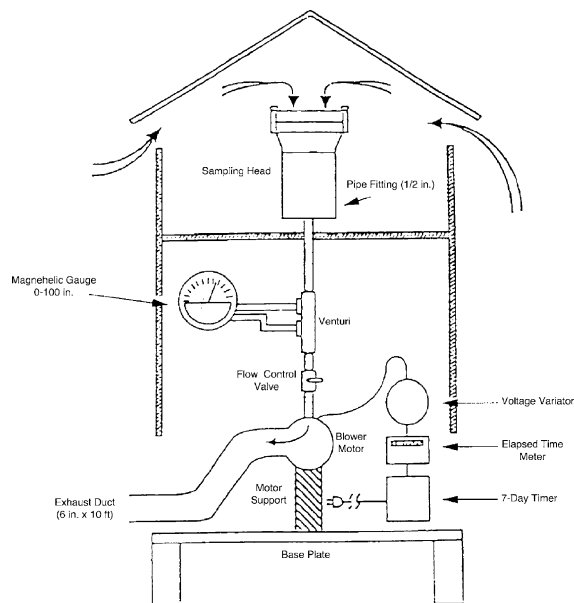 Sampling Head
Pipe Fitting (1/2 in.)
Magnehelic Gauge
0-100 in.
Venturi
Flow Control
Valve
Voltage Variator
Blower
Motor
Elapsed Time
Meter
Motor
Support
7-Day Timer
Exhaust Duct
(6 in. x 10 ft)
Base Plate